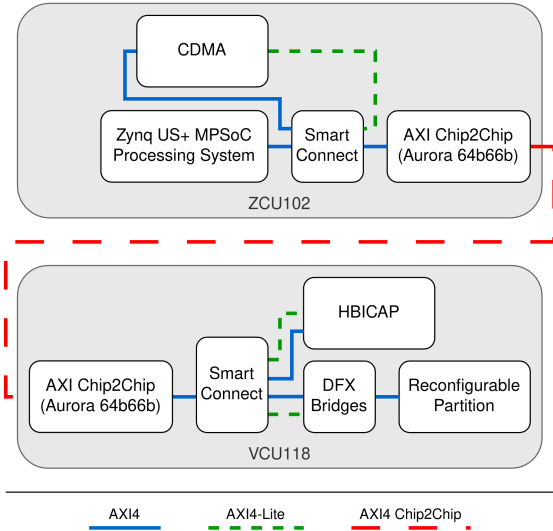 CDMA
Zynq US+ MPSoC
Processing System
Smart
Connect
AXI Chip2Chip
(Aurora 64b66b)
ZCU102
HBICAP
AXI Chip2Chip
(Aurora 64b66b)
Smart
Connect
DFX
Bridges
Reconfigurable
Partition
VCU118
AXI4
AXI4-Lite
AXI4 Chip2Chip